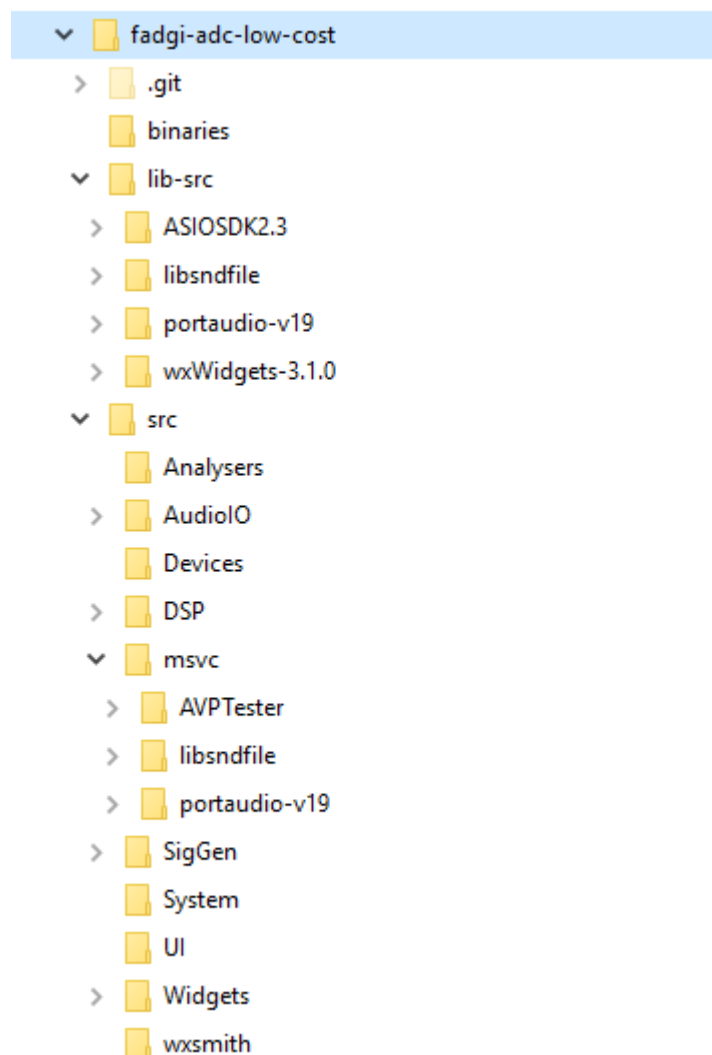 fadgi-adc-low-cost
.git
binaries
lib-src
ASIOSDK2.3
libsndfile
portaudio-v19
wxWidgets-3.1.0
src
Analysers
AudioIO
Devices
DSP
msvc
AVPTester
libsndfile
portaudio-v19
SigGen
System
UI
Widgets
wxsmith